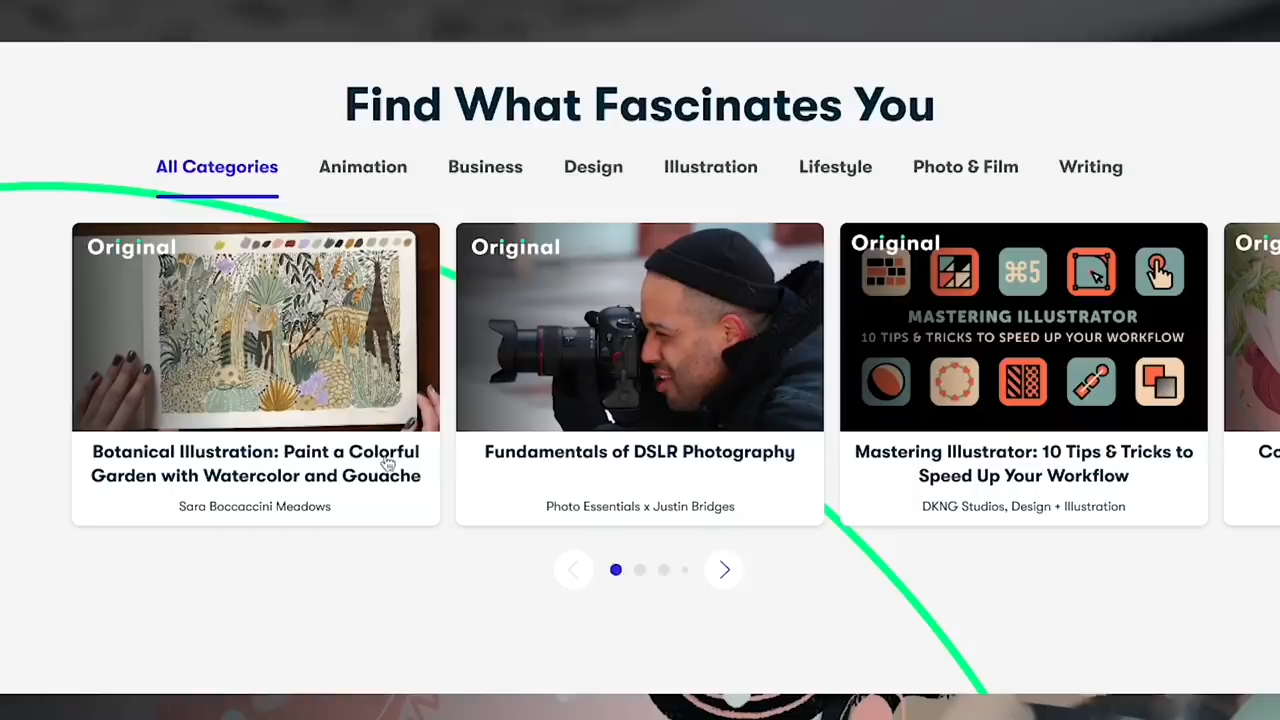 Find What Fascinates You
All Categories Animation Business Design Illustration Lifestyle Photo & Film Writing
Original
Original
Original
⌘5
MASTERING ILLUSTRATOR
10 TIPS & TRICKS TO SPEED UP YOUR WORKFLOW
Botanical Illustration: Paint a Colorful
Garden with Watercolor and Gouache
Sara Boccaccini Meadows
Fundamentals of DSLR Photography
Photo Essentials x Justin Bridges
Mastering Illustrator: 10 Tips & Tricks to
Speed Up Your Workflow
DKNG Studios, Design + Illustration